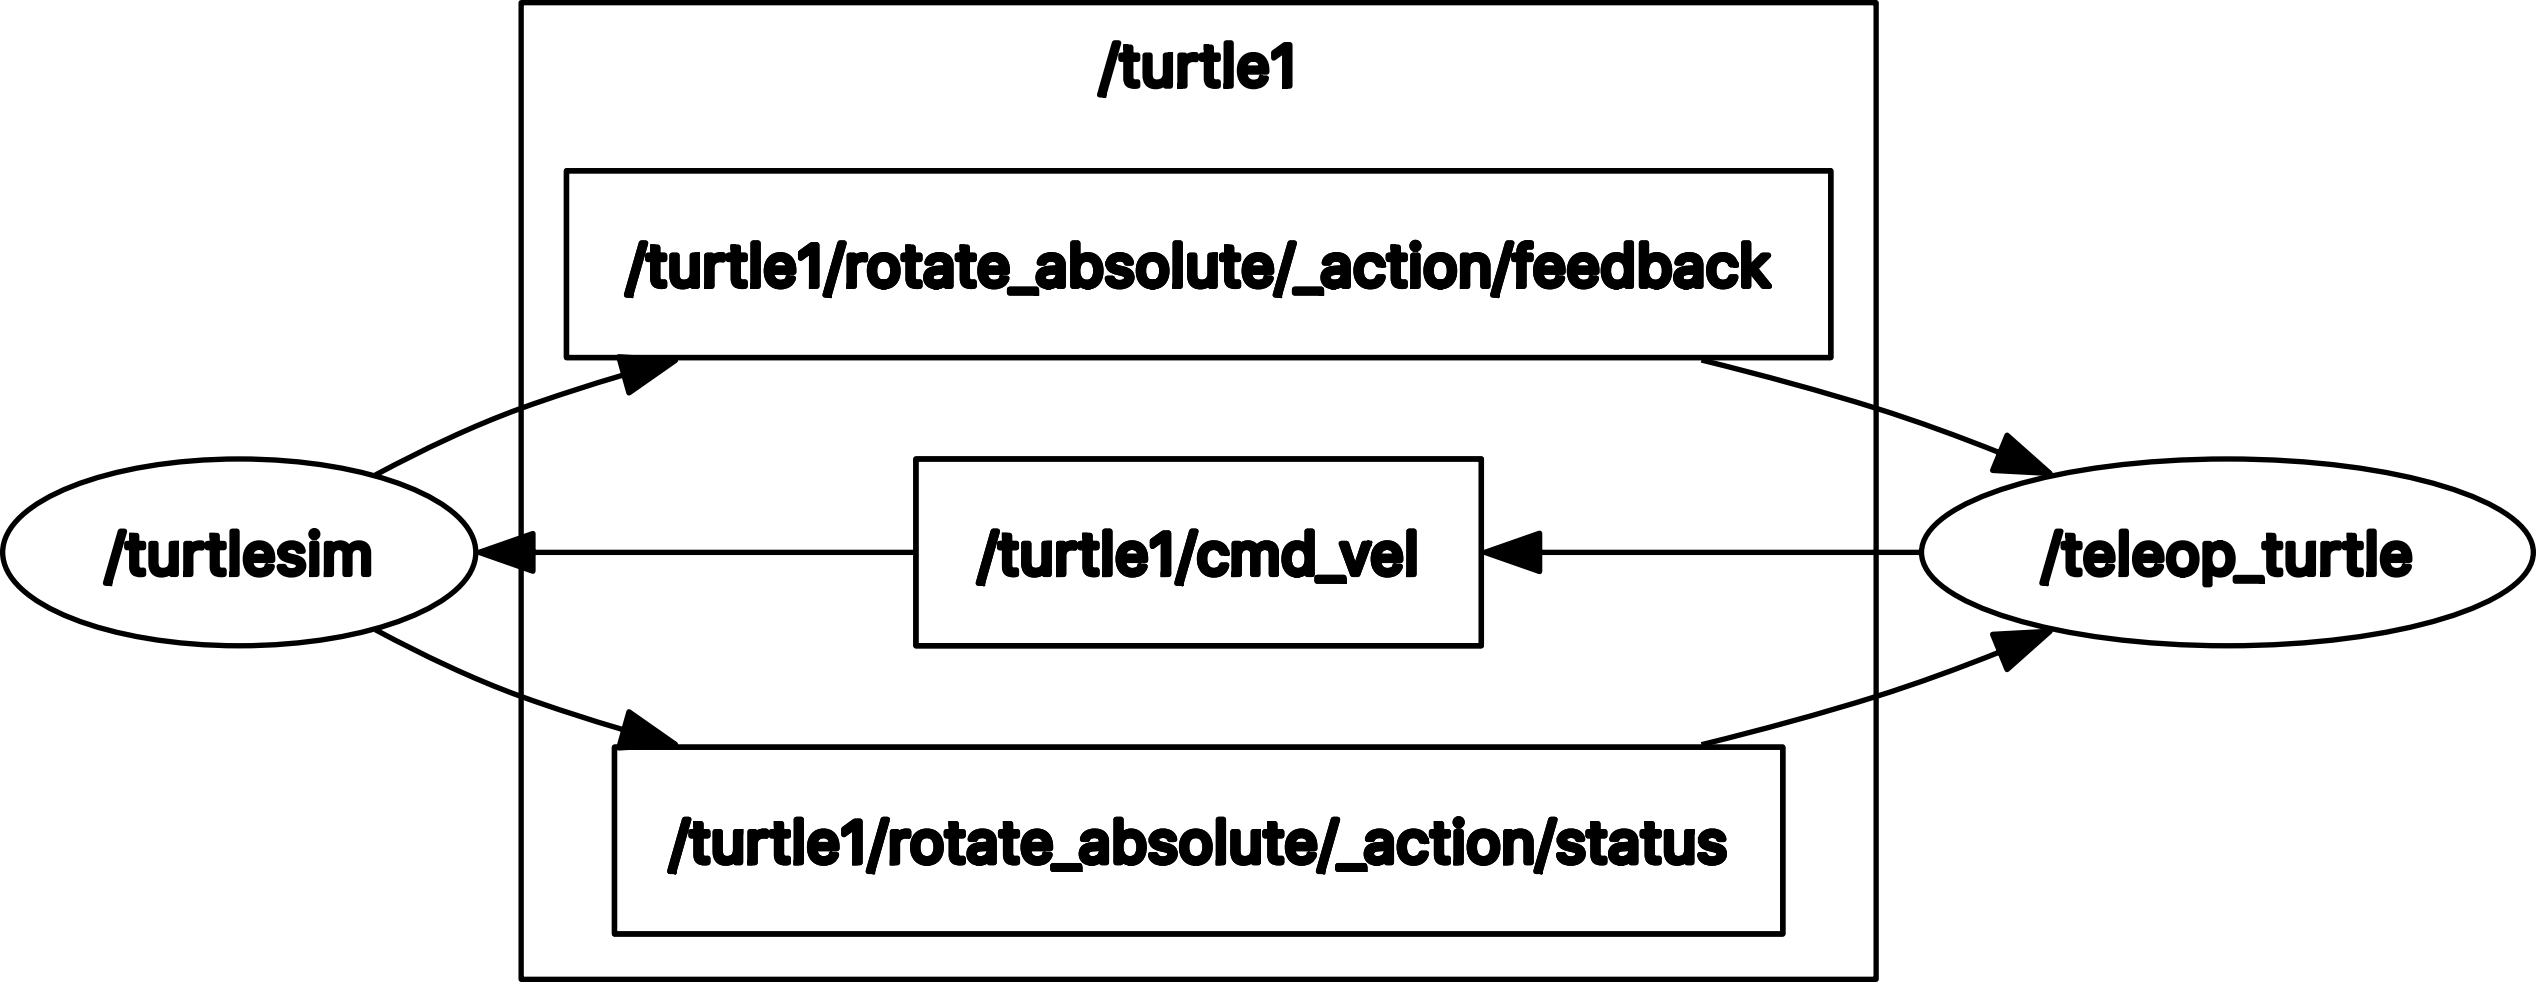 /turtle1
/turtle1/rotate_absolute/_action/feedback
/turtlesim
/turtle1/cmd_vel
/teleop_turtle
/turtle1/rotate_absolute/_action/status